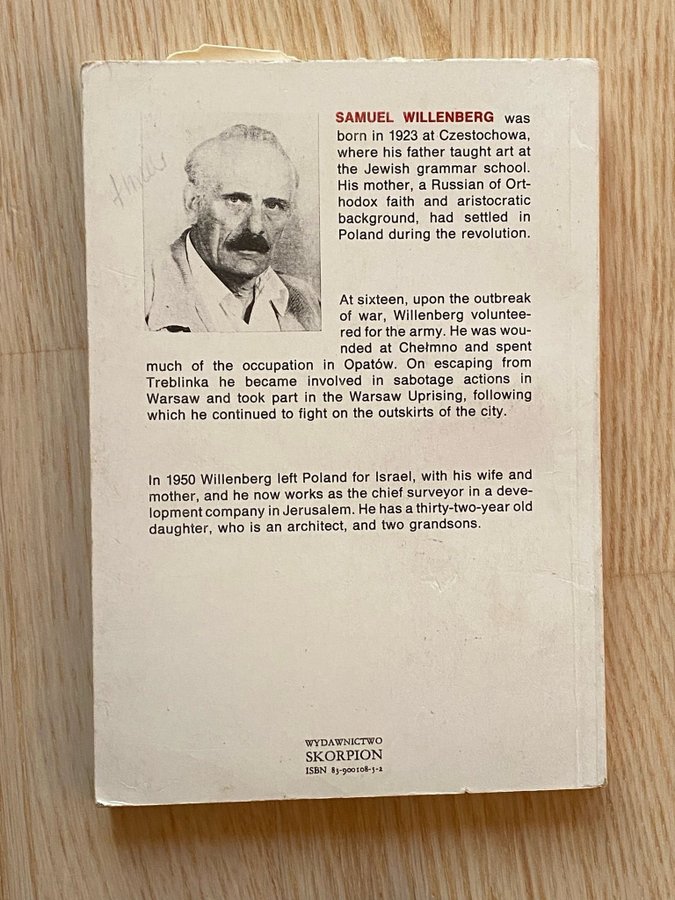 SAMUEL WILLENBERG was
born in 1923 at Czestochowa,
where his father taught art at
the Jewish grammar school.
His mother, a Russian of Ort-
hodox faith and aristocratic
background, had settled in
Poland during the revolution.
At sixteen, upon the outbreak
of war, Willenberg voluntee-
red for the army. He was wou-
nded at Chełmno and spent
much of the occupation in Opatów. On escaping from
Treblinka he became involved in sabotage actions in
Warsaw and took part in the Warsaw Uprising, following
which he continued to fight on the outskirts of the city.
In 1950 Willenberg left Poland for Israel, with his wife and
mother, and he now works as the chief surveyor in a deve-
lopment company in Jerusalem. He has a thirty-two-year old
daughter, who is an architect, and two grandsons.
WYDAWNICTWO
SKORPION
ISBN 83-900108-3-2